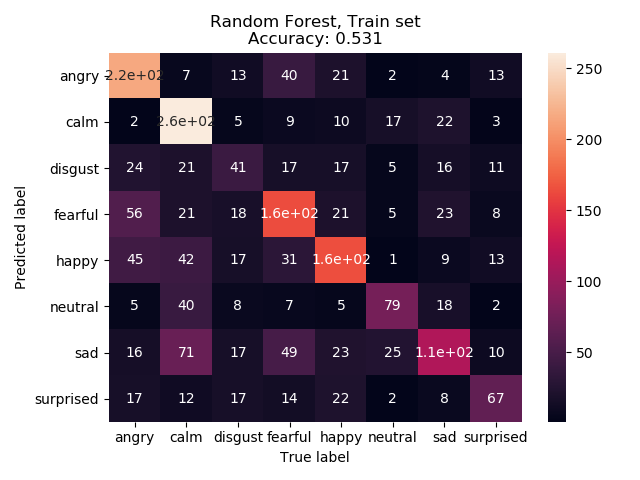 Random Forest, Train set
Accuracy: 0.531
angry 2.2e+02 7 13 40 21 2 4 13
calm 2 2.6e+02 5 9 10 17 22 3
disgust 24 21 41 17 17 5 16 11
fearful 56 21 18 1.6e+02 21 5 23 8
happy 45 42 17 31 1.6e+02 1 9 13
neutral 5 40 8 7 5 79 18 2
sad 16 71 17 49 23 25 1.1e+02 10
surprised 17 12 17 14 22 2 8 67
angry calm disgust fearful happy neutral sad surprised
True label
Predicted label
250
200
150
100
50